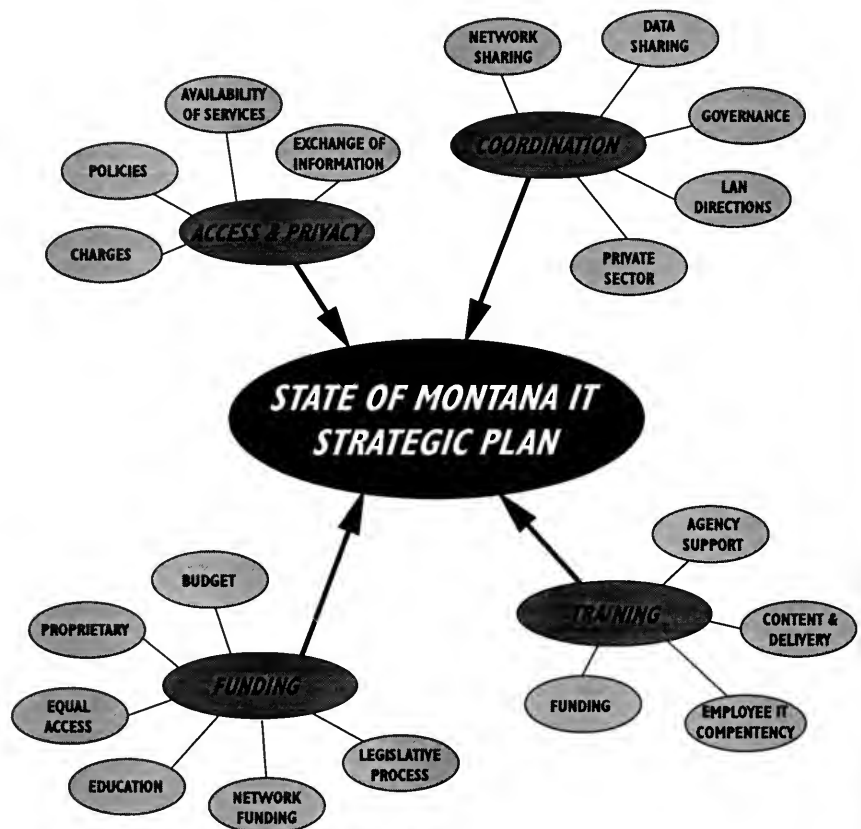 NETWORK
SHARING
DATA
SHARING
GOVERNANCE
COORDINATION
LAN
DIRECTIONS
PRIVATE
SECTOR
AVAILABILITY
OF SERVICES
EXCHANGE OF
INFORMATION
POLICIES
ACCESS & PRIVACY
CHARGES
STATE OF MONTANA IT
STRATEGIC PLAN
BUDGET
PROPRIETARY
FUNDING
EQUAL
ACCESS
EDUCATION
NETWORK
FUNDING
LEGISLATIVE
PROCESS
AGENCY
SUPPORT
TRAINING
CONTENT &
DELIVERY
FUNDING
EMPLOYEE IT
COMPENTENCY